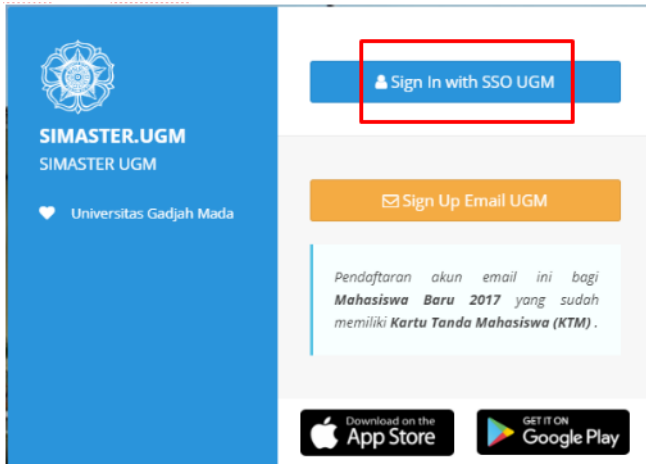 SIMASTER.UGM
SIMASTER UGM
Universitas Gadjah Mada
Sign In with SSO UGM
Sign Up Email UGM
Pendaftaran akun email ini bagi
Mahasiswa Baru 2017 yang sudah
memiliki Kartu Tanda Mahasiswa (KTM) .
Download on the
App Store
GET IT ON
Google Play